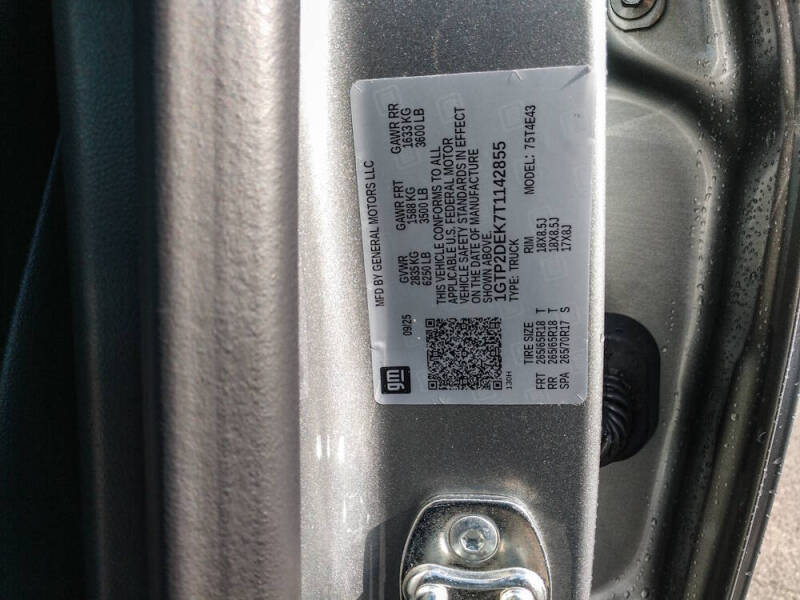 MFD BY GENERAL MOTORS LLC
09/25
GVWR GAWR FRT GAWR RR
2835 KG 1588 KG 1633 KG
6250 LB 3500 LB 3600 LB
THIS VEHICLE CONFORMS TO ALL
APPLICABLE U.S. FEDERAL MOTOR
VEHICLE SAFETY STANDARDS IN EFFECT
ON THE DATE OF MANUFACTURE
SHOWN ABOVE.
1GTP2DEK7T1142855
TYPE: TRUCK MODEL: 75T4E43
gm
130H
TIRE SIZE RIM
FRT 265/65R18 T 18X8.5J
RR 265/65R18 T 18X8.5J
SPA 265/70R17 S 17X8J